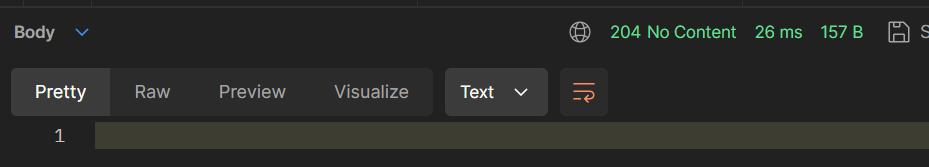 Body 204 No Content 26 ms 157 B S
Pretty Raw Preview Visualize Text
1